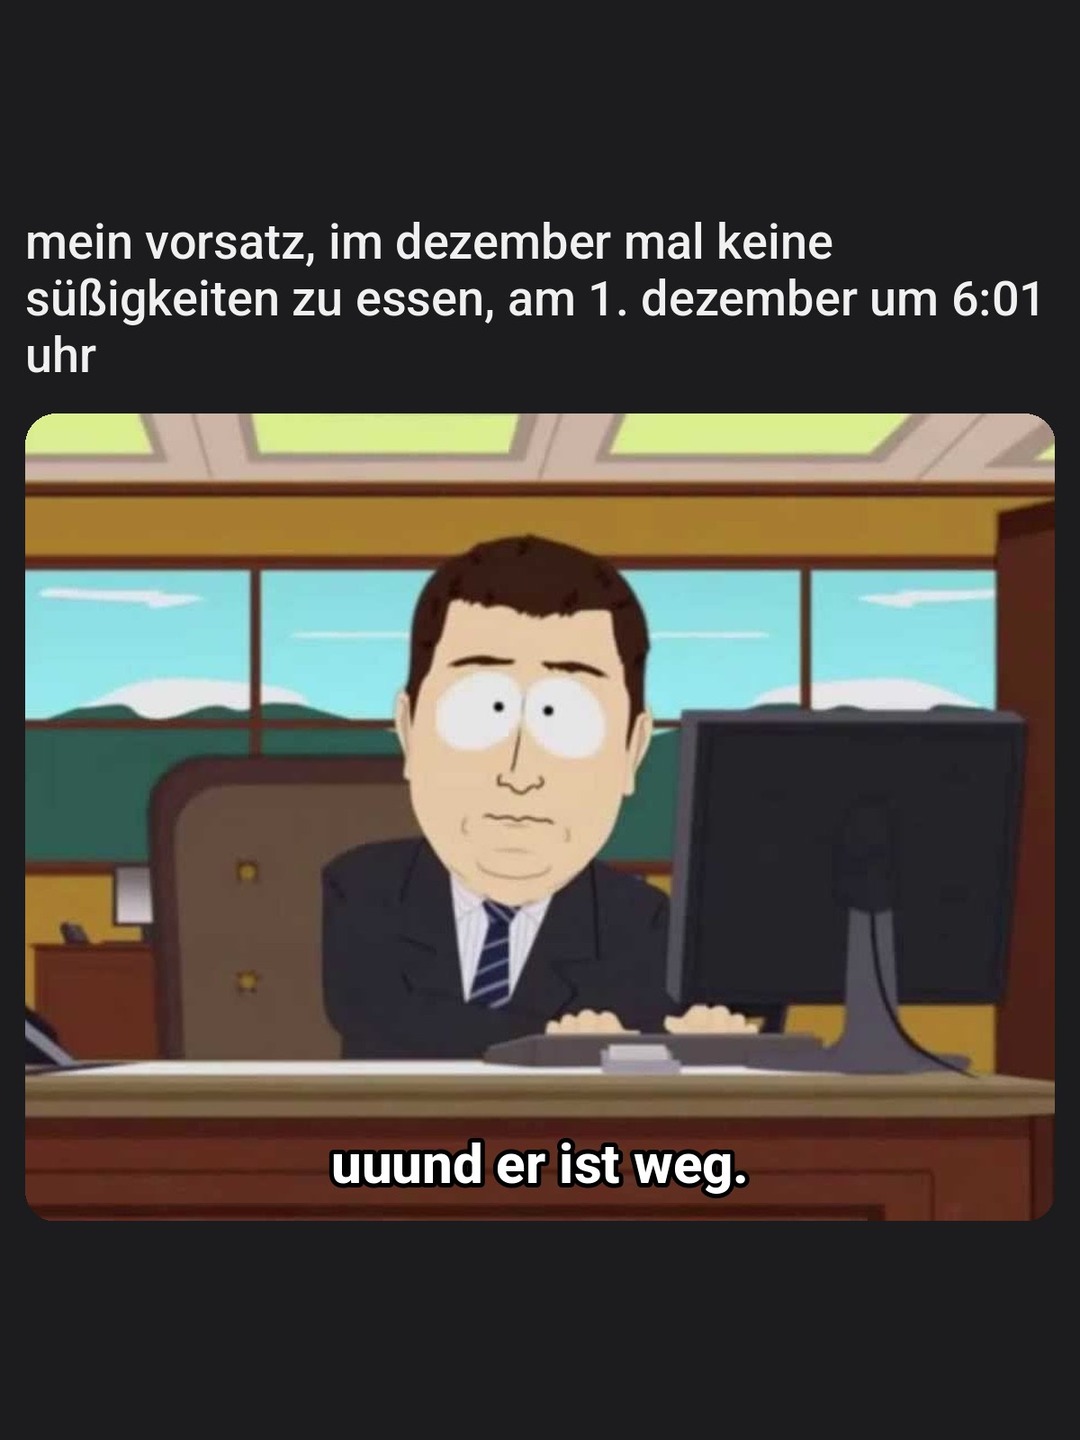 mein vorsatz, im dezember mal keine
süßigkeiten zu essen, am 1. dezember um 6:01
uhr
uuund er ist weg.